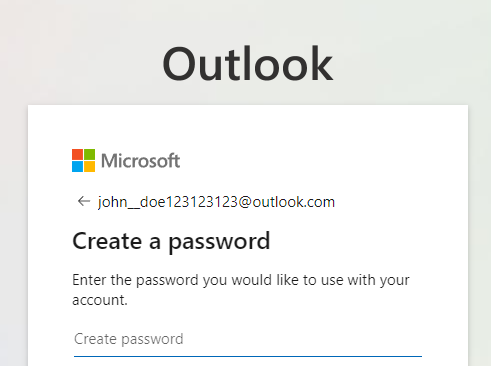 Outlook
Microsoft
← john__doe123123123@outlook.com
Create a password
Enter the password you would like to use with your
account.
Create password